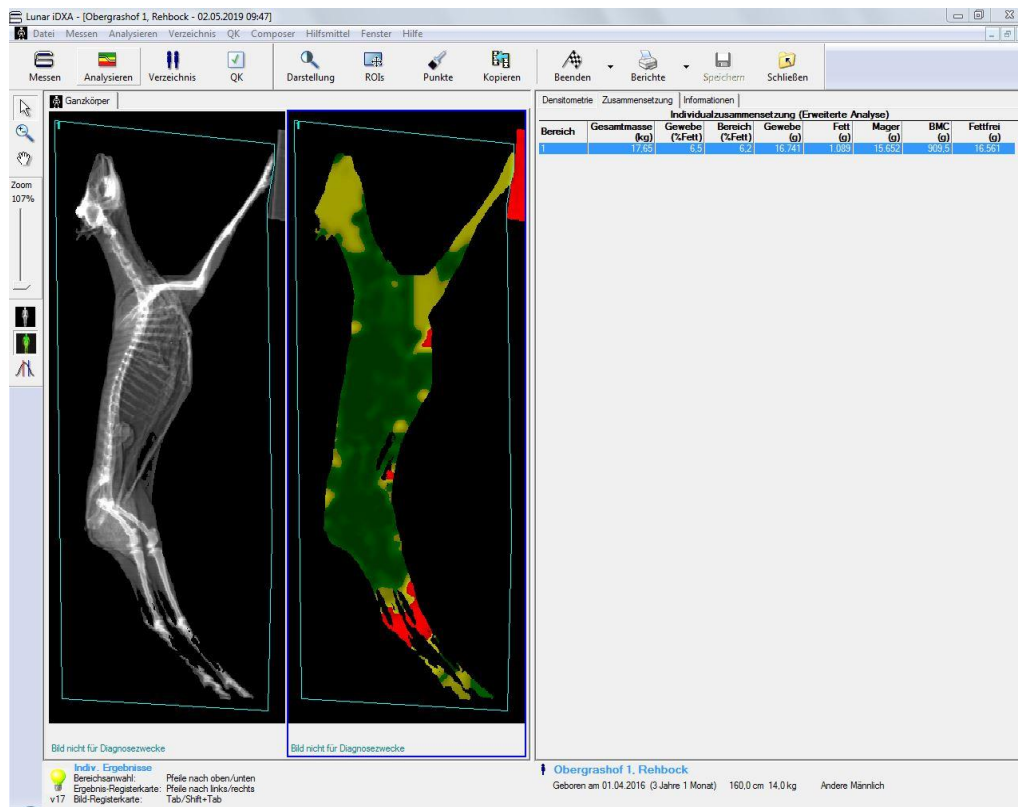 Lunar iDXA - [Obergrashof 1, Rehbock - 02.05.2019 09:47]
Datei Messen Analysieren Verzeichnis QK Composer Hilfsmittel Fenster Hilfe
Messen Analysieren Verzeichnis QK Darstellung ROIs Punkte Kopieren Beenden Berichte Speichern Schließen
Ganzkörper
Zoom
107%
1
1
Bild nicht für Diagnosezwecke
Bild nicht für Diagnosezwecke
Densitometrie Zusammensetzung Informationen
Individualzusammensetzung (Erweiterte Analyse)
Bereich Gesamtmasse (kg) Gewebe (%Fett) Bereich (%Fett) Gewebe (g) Fett (g) Mager (g) BMC (g) Fettfrei (g)
1 17,65 6,5 6,2 16.741 1.089 15.652 909,5 16.561
Indiv. Ergebnisse
Bereichsanwahl: Pfeile nach oben/unten
Ergebnis-Registerkarte: Pfeile nach links/rechts
v17 Bild-Registerkarte: Tab/Shift+Tab
Obergrashof 1, Rehbock
Geboren am 01.04.2016 (3 Jahre 1 Monat) 160,0 cm 14,0 kg Andere Männlich